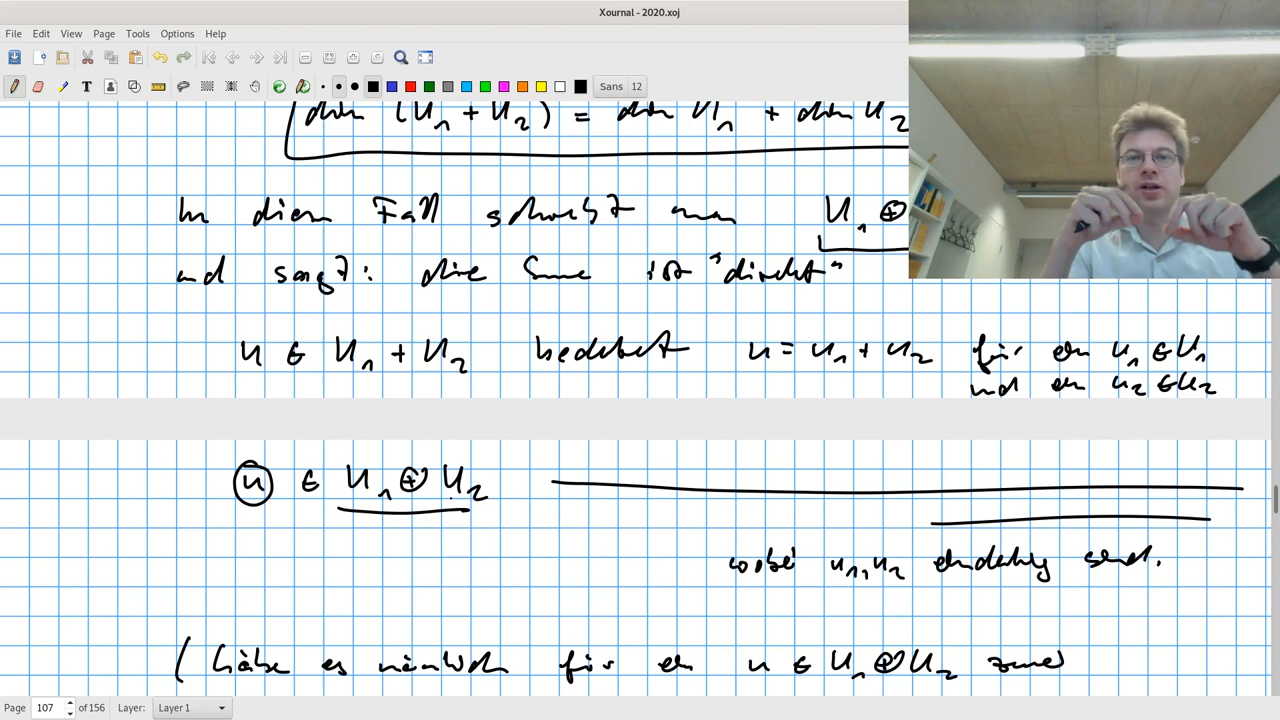 Xournal - 2020.xoj
File Edit View Page Tools Options Help
Sans 12
dim (U₁ + U₂) = dim U₁ + dim U₂
In diesem Fall schreibt man U₁ ⊕
und sagt: die Summe ist "direkt"
u ∈ U₁ + U₂ bedeutet u = u₁ + u₂ für ein u₁ ∈ U₁
und ein u₂ ∈ U₂
u ∈ U₁ ⊕ U₂
wobei u₁, u₂ eindeutig sind.
( Gäbe es nämlich für ein u ∈ U₁ ⊕ U₂ zwei
Page 107 of 156 Layer: Layer 1